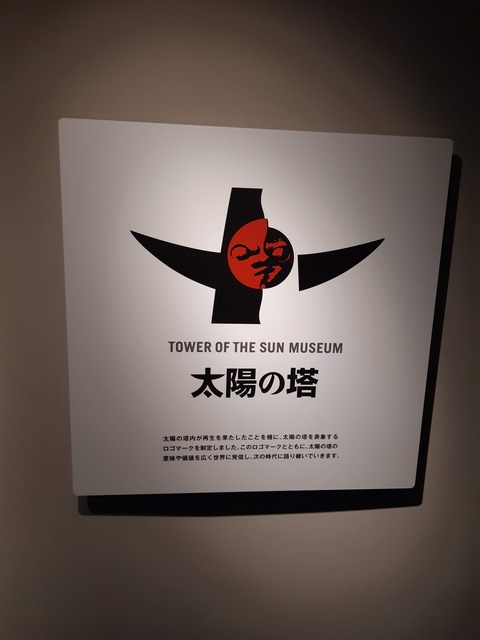 TOWER OF THE SUN MUSEUM
太陽の塔
太陽の塔内が再生を果たしたことを機に、太陽の塔を表象する
ロゴマークを制定しました。このロゴマークとともに、太陽の塔の
意味や価値を広く世界に発信し、次の時代に語り継いでいきます。